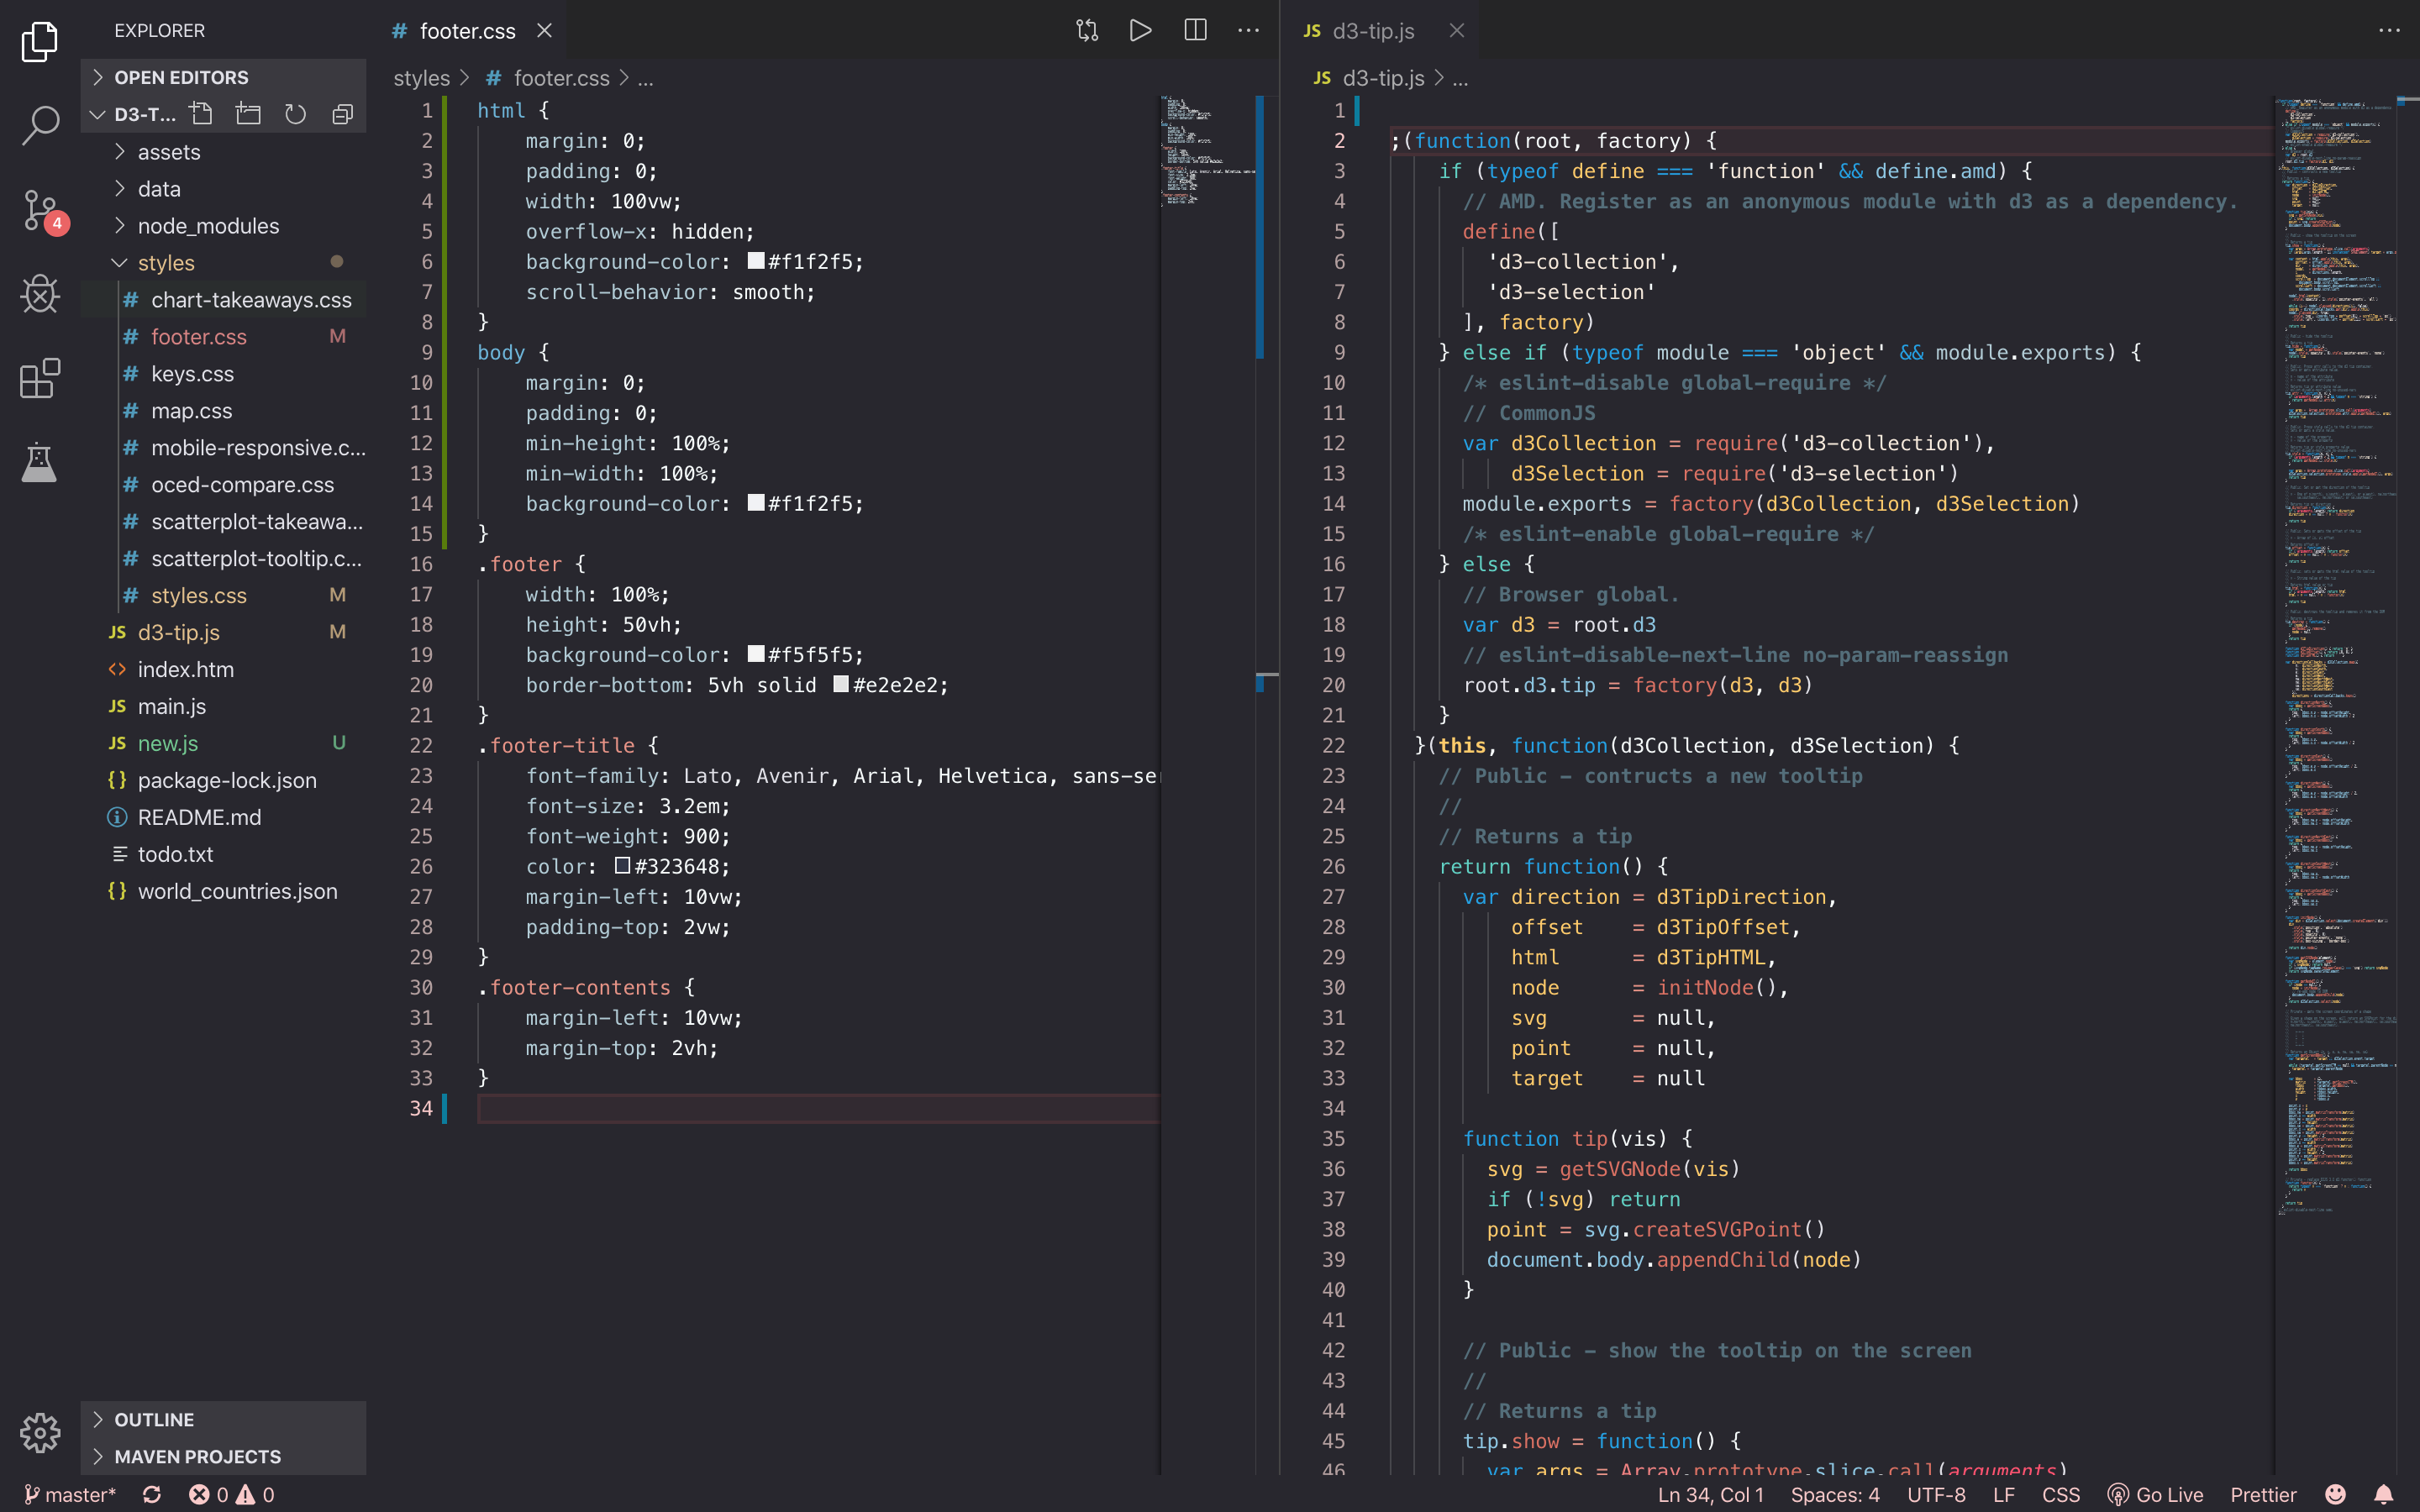 EXPLORER
OPEN EDITORS
D3-T...
assets
data
node_modules
styles
# chart-takeaways.css
# footer.css M
# keys.css
# map.css
# mobile-responsive.c...
# oced-compare.css
# scatterplot-takeawa...
# scatterplot-tooltip.c...
# styles.css M
JS d3-tip.js M
<> index.htm
JS main.js
JS new.js U
{} package-lock.json
README.md
todo.txt
{} world_countries.json
OUTLINE
MAVEN PROJECTS
4
# footer.css
styles > # footer.css > ...
1 html {
2     margin: 0;
3     padding: 0;
4     width: 100vw;
5     overflow-x: hidden;
6     background-color: #f1f2f5;
7     scroll-behavior: smooth;
8 }
9 body {
10     margin: 0;
11     padding: 0;
12     min-height: 100%;
13     min-width: 100%;
14     background-color: #f1f2f5;
15 }
16 .footer {
17     width: 100%;
18     height: 50vh;
19     background-color: #f5f5f5;
20     border-bottom: 5vh solid #e2e2e2;
21 }
22 .footer-title {
23     font-family: Lato, Avenir, Arial, Helvetica, sans-ser
24     font-size: 3.2em;
25     font-weight: 900;
26     color: #323648;
27     margin-left: 10vw;
28     padding-top: 2vw;
29 }
30 .footer-contents {
31     margin-left: 10vw;
32     margin-top: 2vh;
33 }
34
JS d3-tip.js
JS d3-tip.js > ...
1
2 ;(function(root, factory) {
3     if (typeof define === 'function' && define.amd) {
4       // AMD. Register as an anonymous module with d3 as a dependency.
5       define([
6         'd3-collection',
7         'd3-selection'
8       ], factory)
9     } else if (typeof module === 'object' && module.exports) {
10       /* eslint-disable global-require */
11       // CommonJS
12       var d3Collection = require('d3-collection'),
13           d3Selection = require('d3-selection')
14       module.exports = factory(d3Collection, d3Selection)
15       /* eslint-enable global-require */
16     } else {
17       // Browser global.
18       var d3 = root.d3
19       // eslint-disable-next-line no-param-reassign
20       root.d3.tip = factory(d3, d3)
21     }
22   }(this, function(d3Collection, d3Selection) {
23     // Public - contructs a new tooltip
24     //
25     // Returns a tip
26     return function() {
27       var direction = d3TipDirection,
28           offset    = d3TipOffset,
29           html      = d3TipHTML,
30           node      = initNode(),
31           svg       = null,
32           point     = null,
33           target    = null
34
35       function tip(vis) {
36         svg = getSVGNode(vis)
37         if (!svg) return
38         point = svg.createSVGPoint()
39         document.body.appendChild(node)
40       }
41
42       // Public - show the tooltip on the screen
43       //
44       // Returns a tip
45       tip.show = function() {
46         var args = Array.prototype.slice.call(arguments)
master* 0 0 Ln 34, Col 1 Spaces: 4 UTF-8 LF CSS Go Live Prettier